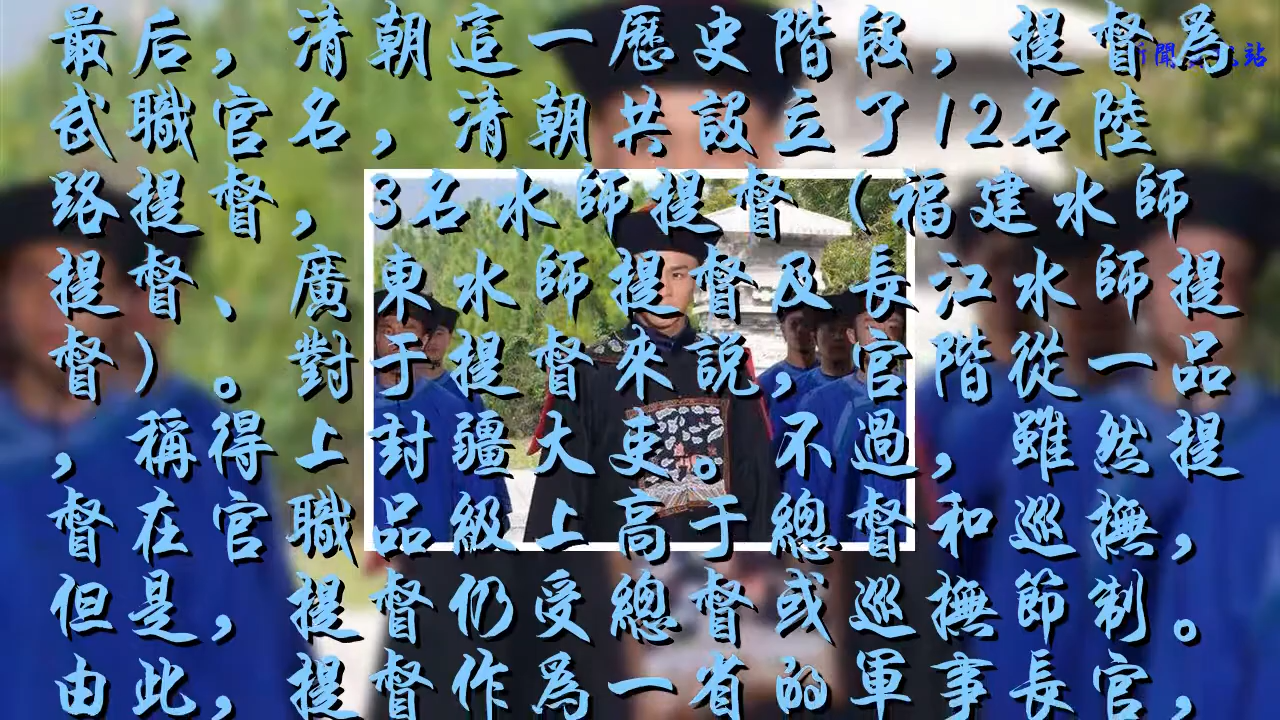 最后，清朝這一歷史階段，提督爲
武職官名，清朝共設立了12名陸
路提督，3名水師提督（福建水師
提督、廣東水師提督及長江水師提
督）。對于提督來說，官階從一品
，稱得上封疆大吏。不過，雖然提
督在官職品級上高于總督和巡撫，
但是，提督仍受總督或巡撫節制。
由此，提督作爲一省的軍事長官，
聞
站